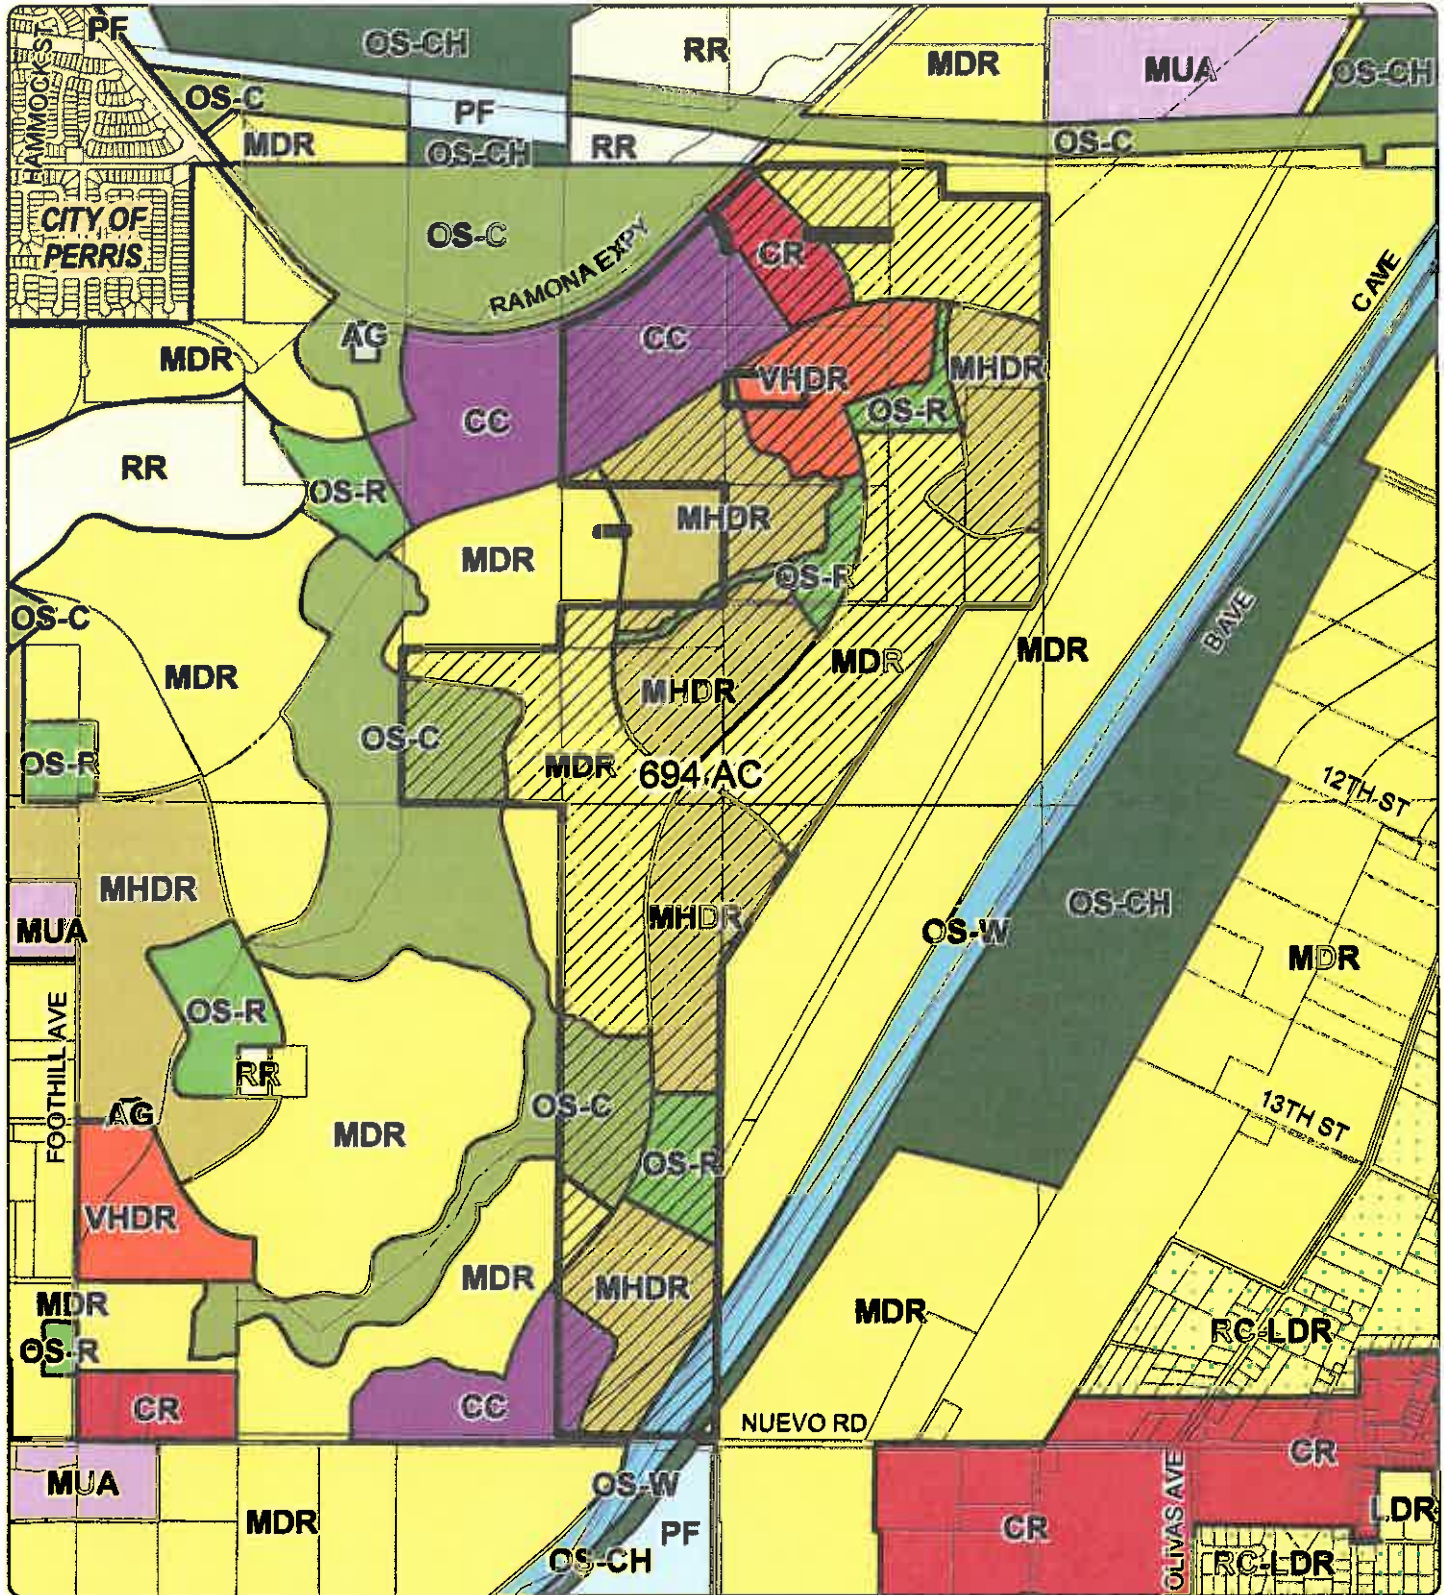 PF
HAMMOCK ST
OS-CH
RR
MDR
MUA
OS-CH
OS-C
PF
MDR
OS-CH
RR
OS-C
CITY OF
PERRIS
OS-C
RAMONA EXPY
CR
C AVE
AG
MDR
CC
CC
VHDR
MHDR
OS-R
RR
OS-R
MHDR
MDR
OS-R
OS-C
B AVE
MDR
MDR
MDR
MHDR
OS-C
OS-R
MDR
694 AC
12TH ST
MHDR
MUA
MHDR
OS-W
OS-CH
MDR
FOOTHILL AVE
OS-R
RR
AG
OS-C
MDR
13TH ST
OS-R
VHDR
MDR
MHDR
MDR
OS-R
MDR
RC-LDR
CR
CC
NUEVO RD
CR
MUA
OS-W
MDR
PF
CR
OLIVAS AVE
LDR
OS-CH
RC-LDR